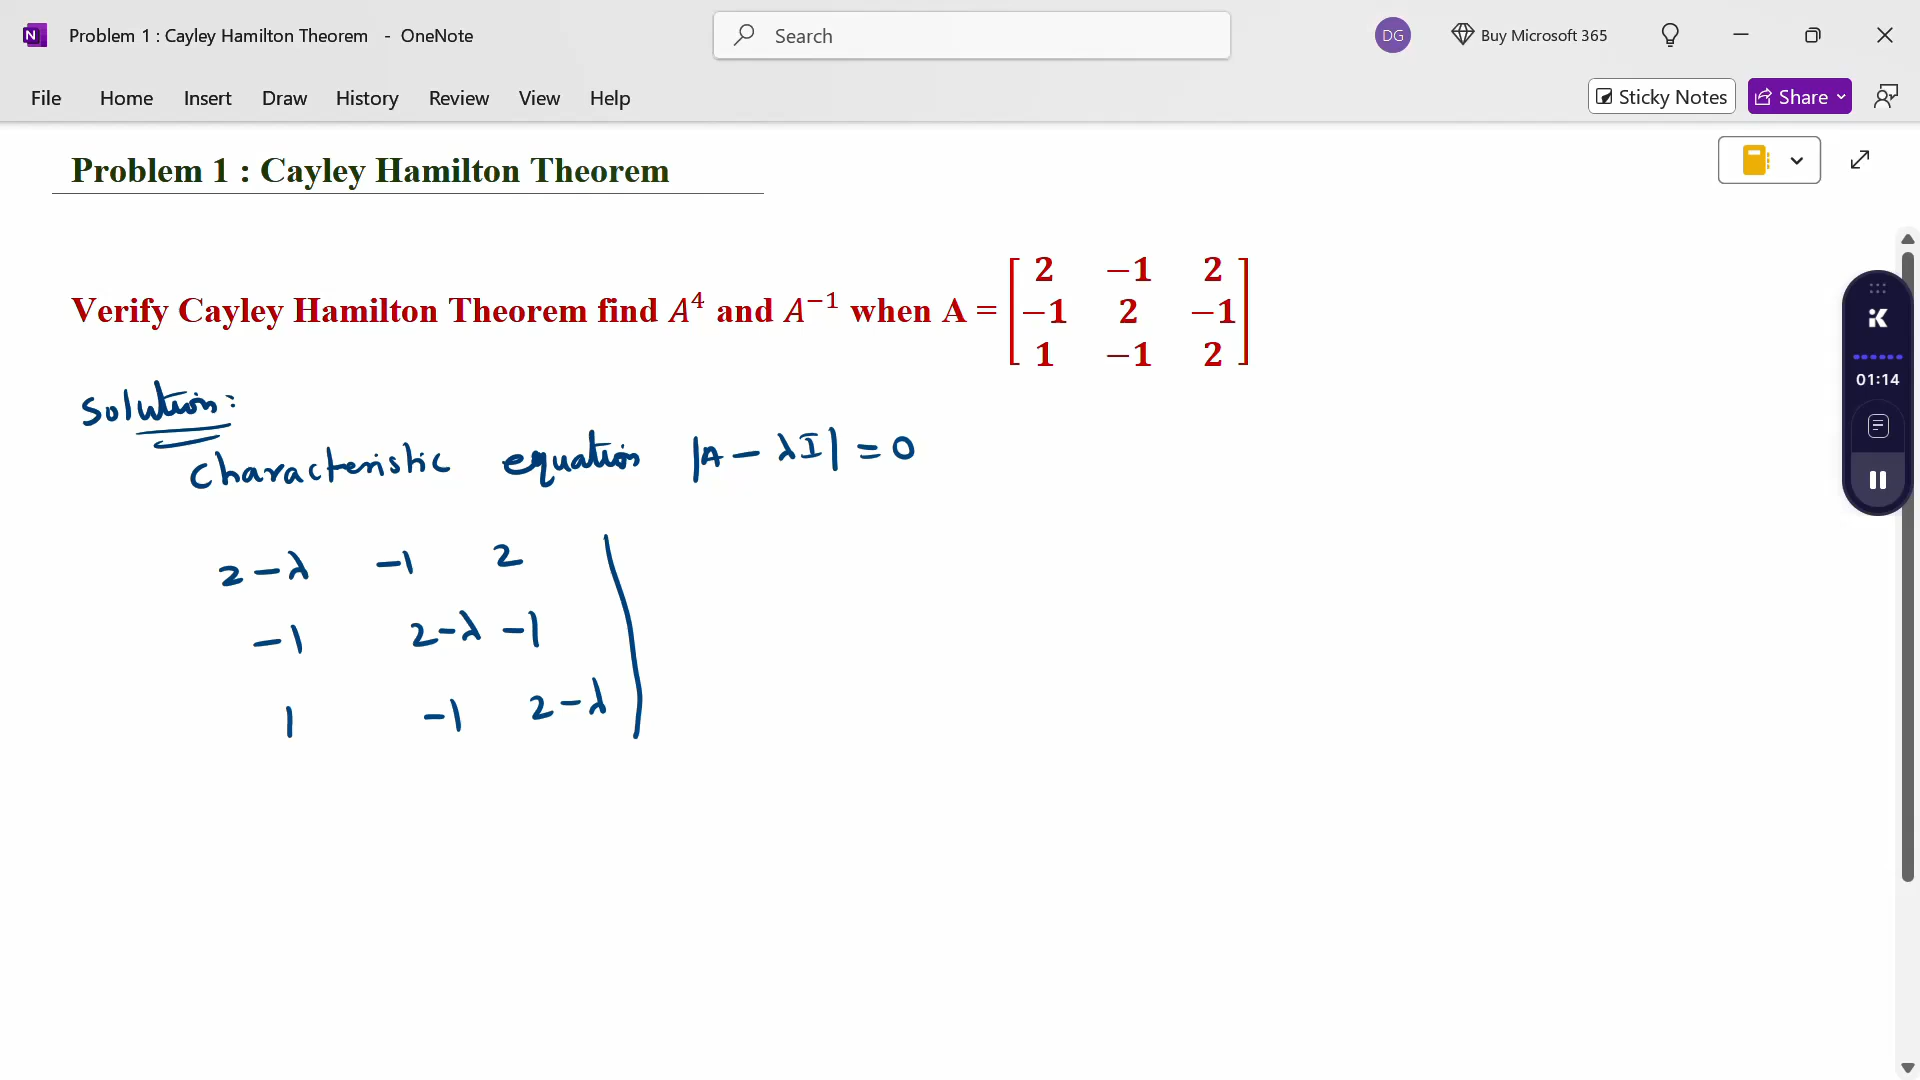 Problem 1 : Cayley Hamilton Theorem - OneNote
Search
DG
Buy Microsoft 365
File Home Insert Draw History Review View Help
Sticky Notes
Share
Problem 1 : Cayley Hamilton Theorem
Verify Cayley Hamilton Theorem find A⁴ and A⁻¹ when A =
[ 2 −1 2
−1 2 −1
1 −1 2 ]
01:14
Solution:
Characteristic equation |A − λI| = 0
2−λ −1 2
−1 2−λ −1
1 −1 2−λ |